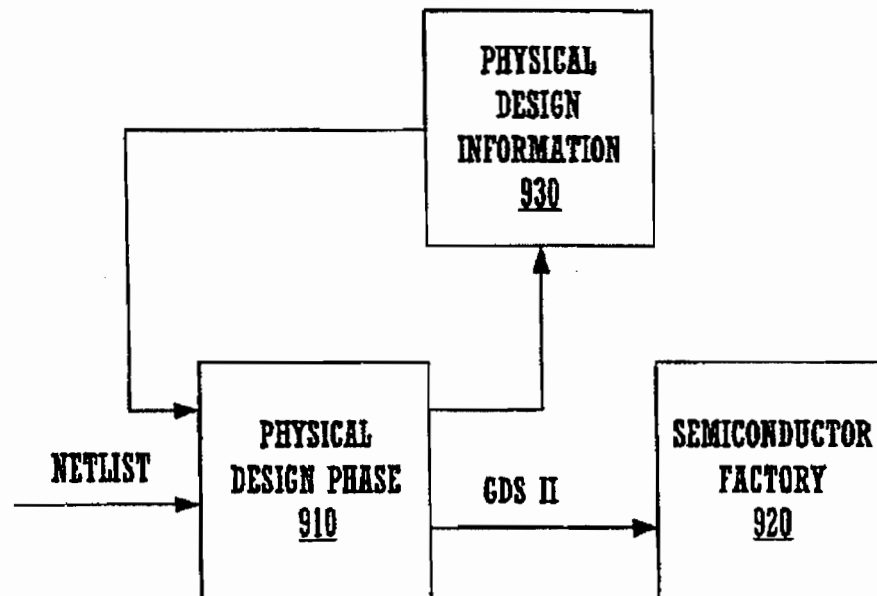 PHYSICAL
DESIGN
INFORMATION
930
NETLIST
PHYSICAL
DESIGN PHASE
910
GDS II
SEMICONDUCTOR
FACTORY
920